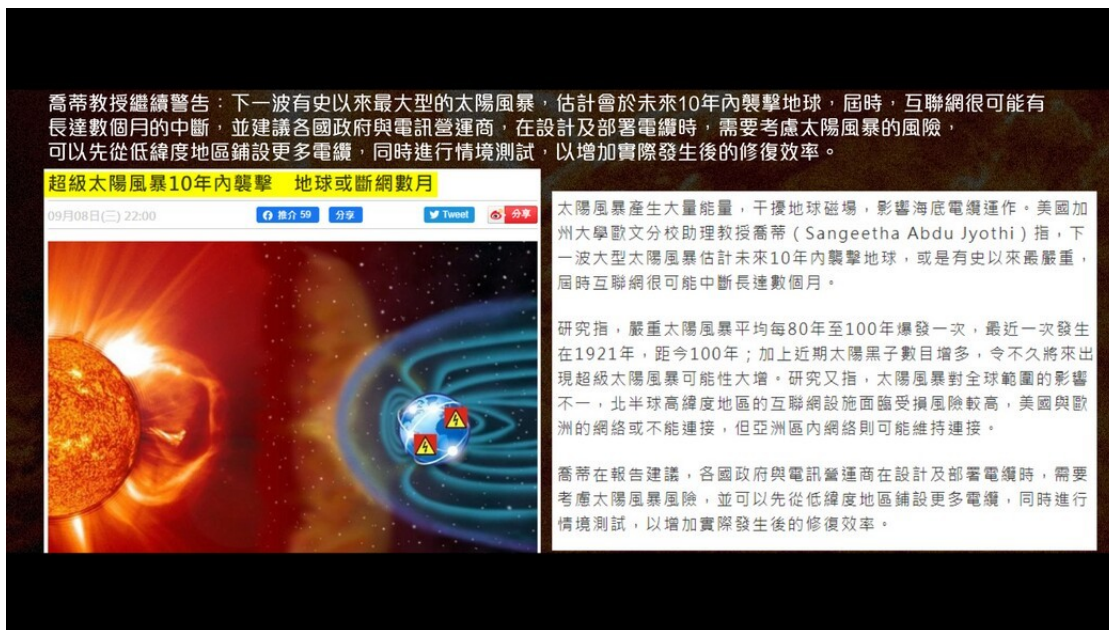 喬蒂教授繼續警告：下一波有史以來最大型的太陽風暴，估計會於未來10年內襲擊地球，屆時，互聯網很可能有
長達數個月的中斷，並建議各國政府與電訊營運商，在設計及部署電纜時，需要考慮太陽風暴的風險，
可以先從低緯度地區鋪設更多電纜，同時進行情境測試，以增加實際發生後的修復效率。
超級太陽風暴10年內襲擊 地球或斷網數月
09月08日(三) 22:00
推介 59 分享 Tweet 分享
太陽風暴產生大量能量，干擾地球磁場，影響海底電纜運作。美國加
州大學歐文分校助理教授喬蒂（Sangeetha Abdu Jyothi）指，下
一波大型太陽風暴估計未來10年內襲擊地球，或是有史以來最嚴重，
屆時互聯網很可能中斷長達數個月。
研究指，嚴重太陽風暴平均每80年至100年爆發一次，最近一次發生
在1921年，距今100年；加上近期太陽黑子數目增多，令不久將來出
現超級太陽風暴可能性大增。研究又指，太陽風暴對全球範圍的影響
不一，北半球高緯度地區的互聯網設施面臨受損風險較高，美國與歐
洲的網絡或不能連接，但亞洲區內網絡則可能維持連接。
喬蒂在報告建議，各國政府與電訊營運商在設計及部署電纜時，需要
考慮太陽風暴風險，並可以先從低緯度地區鋪設更多電纜，同時進行
情境測試，以增加實際發生後的修復效率。